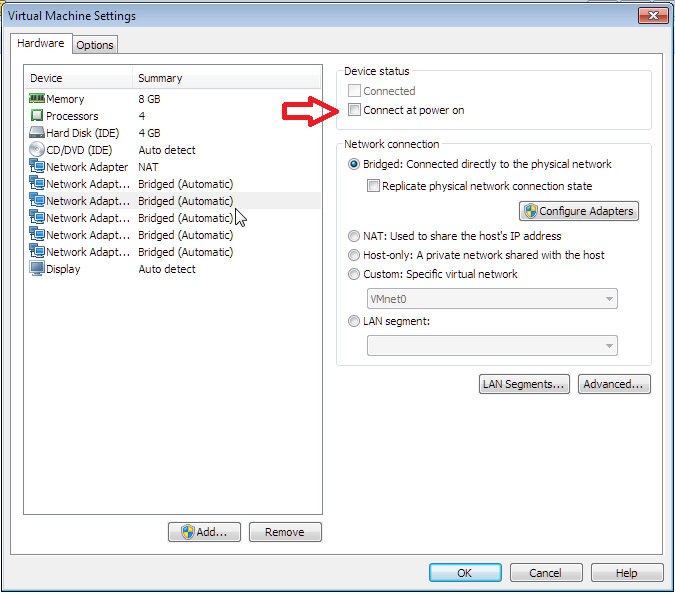 Virtual Machine Settings
Hardware
Options
Device Summary
Memory 8 GB
Processors 4
Hard Disk (IDE) 4 GB
CD/DVD (IDE) Auto detect
Network Adapter NAT
Network Adapt... Bridged (Automatic)
Network Adapt... Bridged (Automatic)
Network Adapt... Bridged (Automatic)
Network Adapt... Bridged (Automatic)
Network Adapt... Bridged (Automatic)
Display Auto detect
Add...
Remove
Device status
Connected
Connect at power on
Network connection
Bridged: Connected directly to the physical network
Replicate physical network connection state
Configure Adapters
NAT: Used to share the host's IP address
Host-only: A private network shared with the host
Custom: Specific virtual network
VMnet0
LAN segment:
LAN Segments...
Advanced...
OK
Cancel
Help